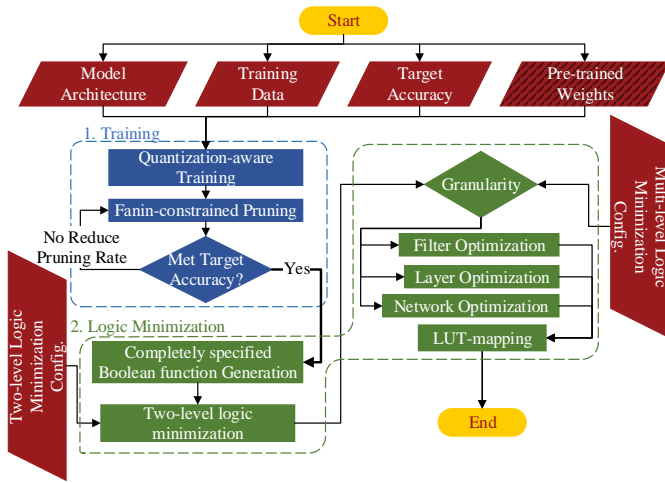 Start
Model
Architecture
Training
Data
Target
Accuracy
Pre-trained
Weights
1. Training
Quantization-aware
Training
Fanin-constrained Pruning
No Reduce
Pruning Rate
Met Target
Accuracy?
Yes
2. Logic Minimization
Completely specified
Boolean function Generation
Two-level logic
minimization
Two-level Logic
Minimization
Config.
Granularity
Filter Optimization
Layer Optimization
Network Optimization
LUT-mapping
End
Multi-level Logic
Minimization
Config.